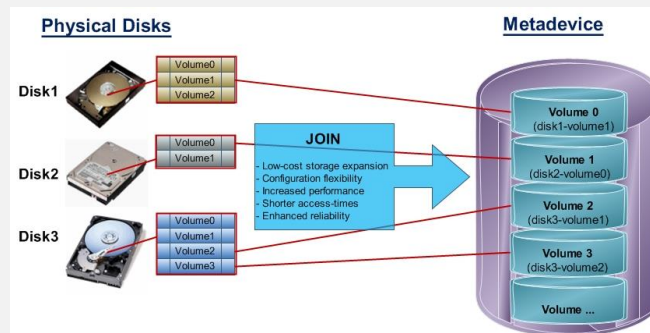 Physical Disks
Metadevice
Disk1
Volume0
Volume1
Volume2
Disk2
Volume0
Volume1
Disk3
Volume0
Volume1
Volume2
Volume3
JOIN
- Low-cost storage expansion
- Configuration flexibility
- Increased performance
- Shorter access-times
- Enhanced reliability
Volume 0
(disk1-volume1)
Volume 1
(disk2-volume0)
Volume 2
(disk3-volume1)
Volume 3
(disk3-volume2)
Volume ...